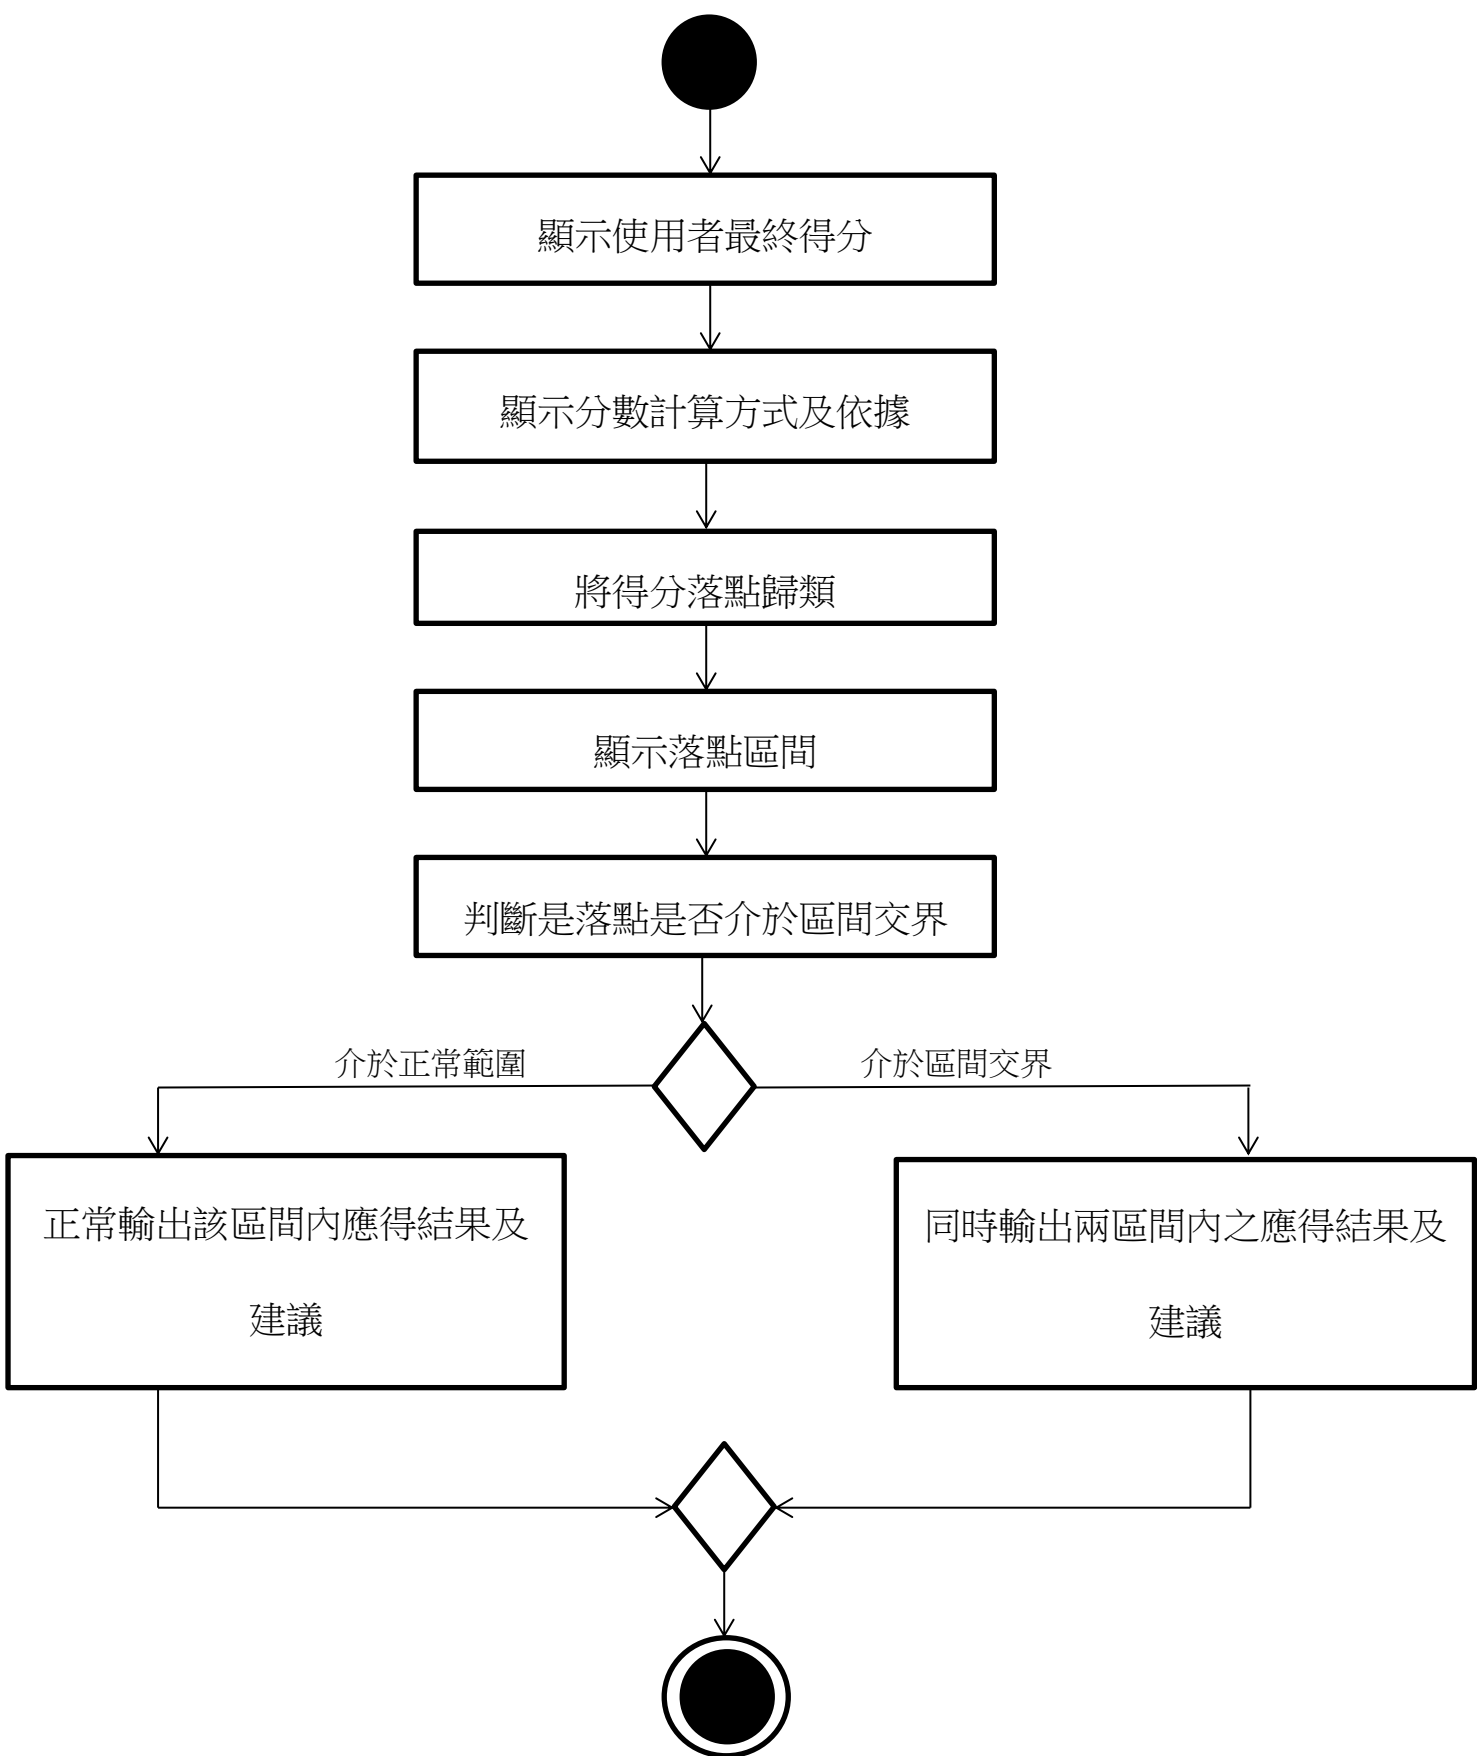 顯示使用者最終得分
顯示分數計算方式及依據
將得分落點歸類
顯示落點區間
判斷是落點是否介於區間交界
介於正常範圍
介於區間交界
正常輸出該區間內應得結果及
建議
同時輸出兩區間內之應得結果及
建議